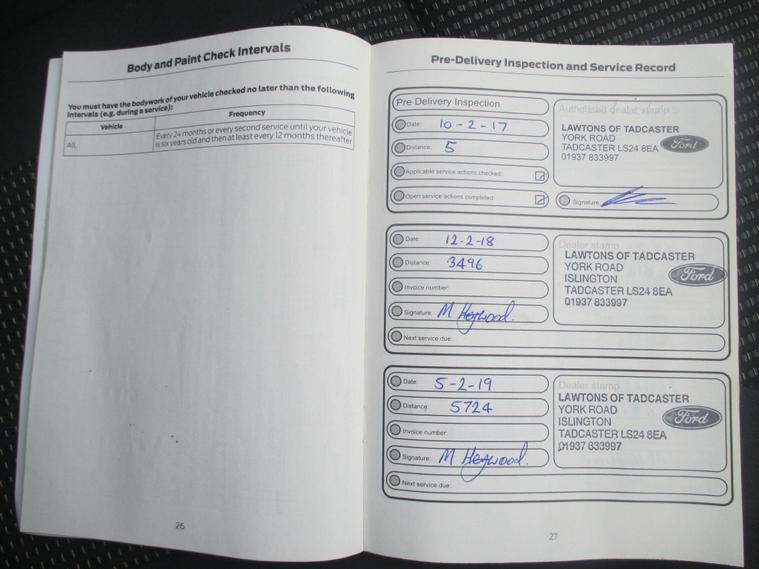 Body and Paint Check Intervals
You must have the bodywork of your vehicle checked no later than the following
intervals (e.g. during a service):
Vehicle
Frequency
All.
Every 24 months or every second service until your vehicle
is six years old and then at least every 12 months thereafter
26
Pre-Delivery Inspection and Service Record
Pre Delivery Inspection
Date: 10-2-17
Distance: 5
Applicable service actions checked:
Open service actions completed:
Authorised dealer stamp
LAWTONS OF TADCASTER
YORK ROAD
TADCASTER LS24 8EA
01937 833997
Ford
Signature:
Date: 12-2-18
Distance: 3496
Invoice number:
Signature: M Heywood.
Next service due:
Dealer stamp
LAWTONS OF TADCASTER
YORK ROAD
ISLINGTON
TADCASTER LS24 8EA
01937 833997
Ford
Date: 5-2-19
Distance: 5724
Invoice number:
Signature: M Heywood.
Next service due:
Dealer stamp
LAWTONS OF TADCASTER
YORK ROAD
ISLINGTON
TADCASTER LS24 8EA
01937 833997
Ford
27